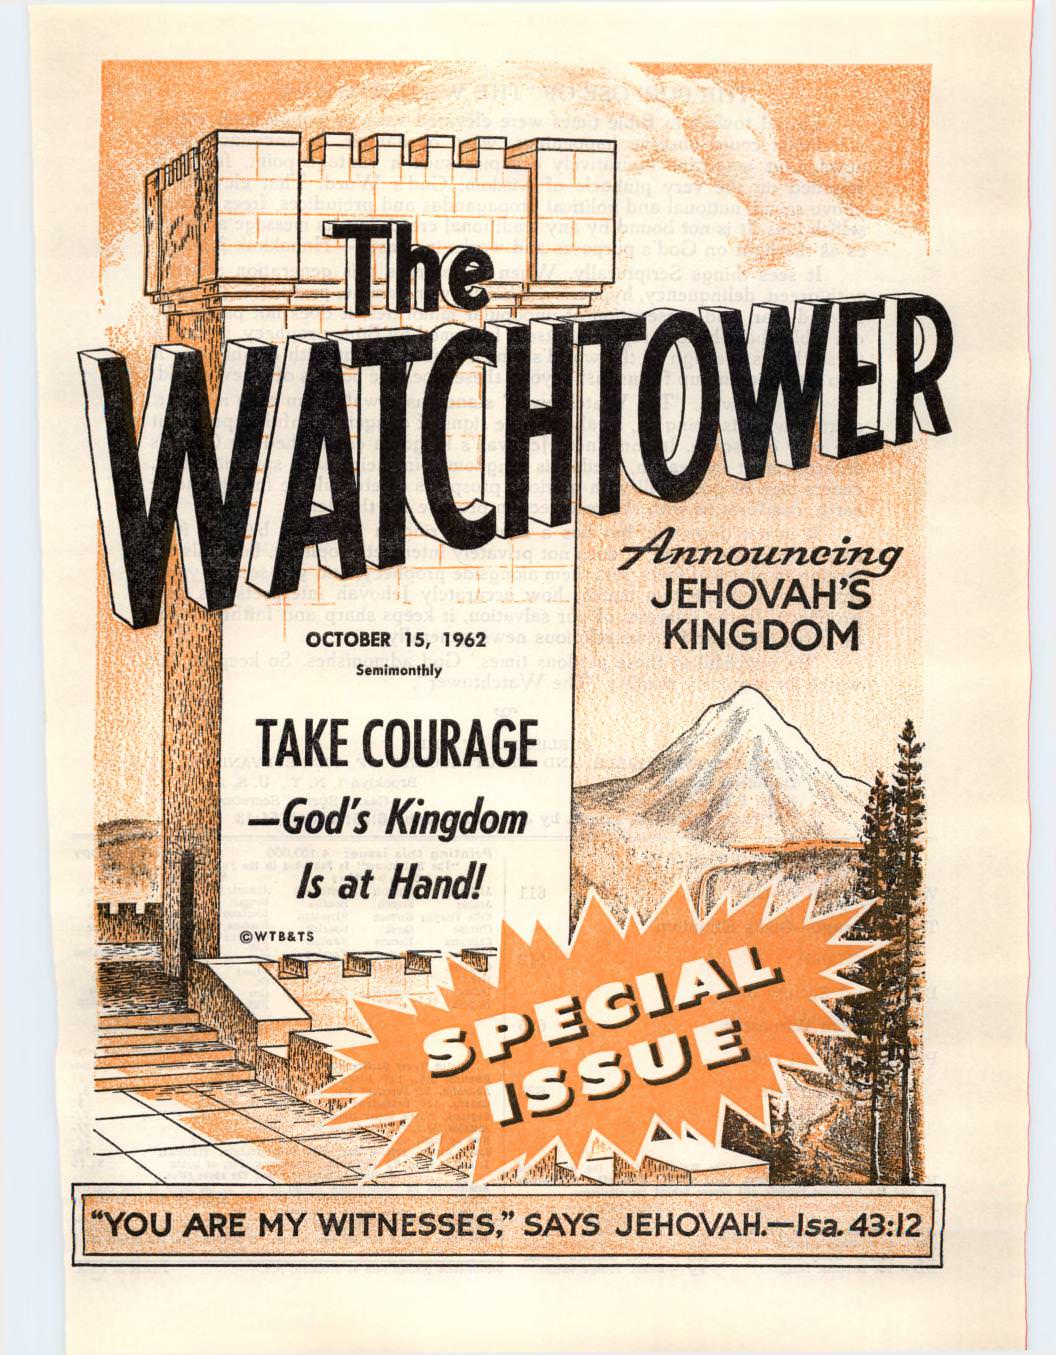 The
WATCHTOWER
Announcing
JEHOVAH'S
KINGDOM
OCTOBER 15, 1962
Semimonthly
TAKE COURAGE
—God's Kingdom
Is at Hand!
©WTB&TS
SPECIAL
ISSUE
“YOU ARE MY WITNESSES,” SAYS JEHOVAH.—Isa. 43:12